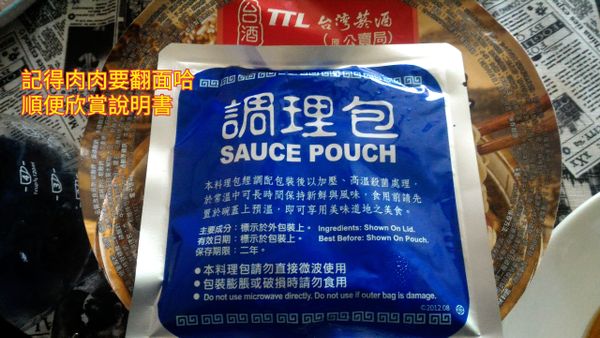 台酒
TTL 台湾菸酒
(原公賣局)
記得肉肉要翻面哈
順便欣賞說明書
調理包
SAUCE POUCH
本料理包經調配包裝後以加壓、高溫殺菌處理,
於常溫中可長時間保持新鮮與風味,食用前請先
置於碗蓋上預溫,即可享用美味道地之美食。
主要成分:標示於外包裝上。 Ingredients: Shown On Lid.
有效日期:標示於包裝上。 Best Before: Shown On Pouch.
保存期限:二年。
●本料理包請勿直接微波使用
●包裝膨脹或破損時請勿食用
● Do not use microwave directly. Do not use if outer bag is damage.
©2012.08